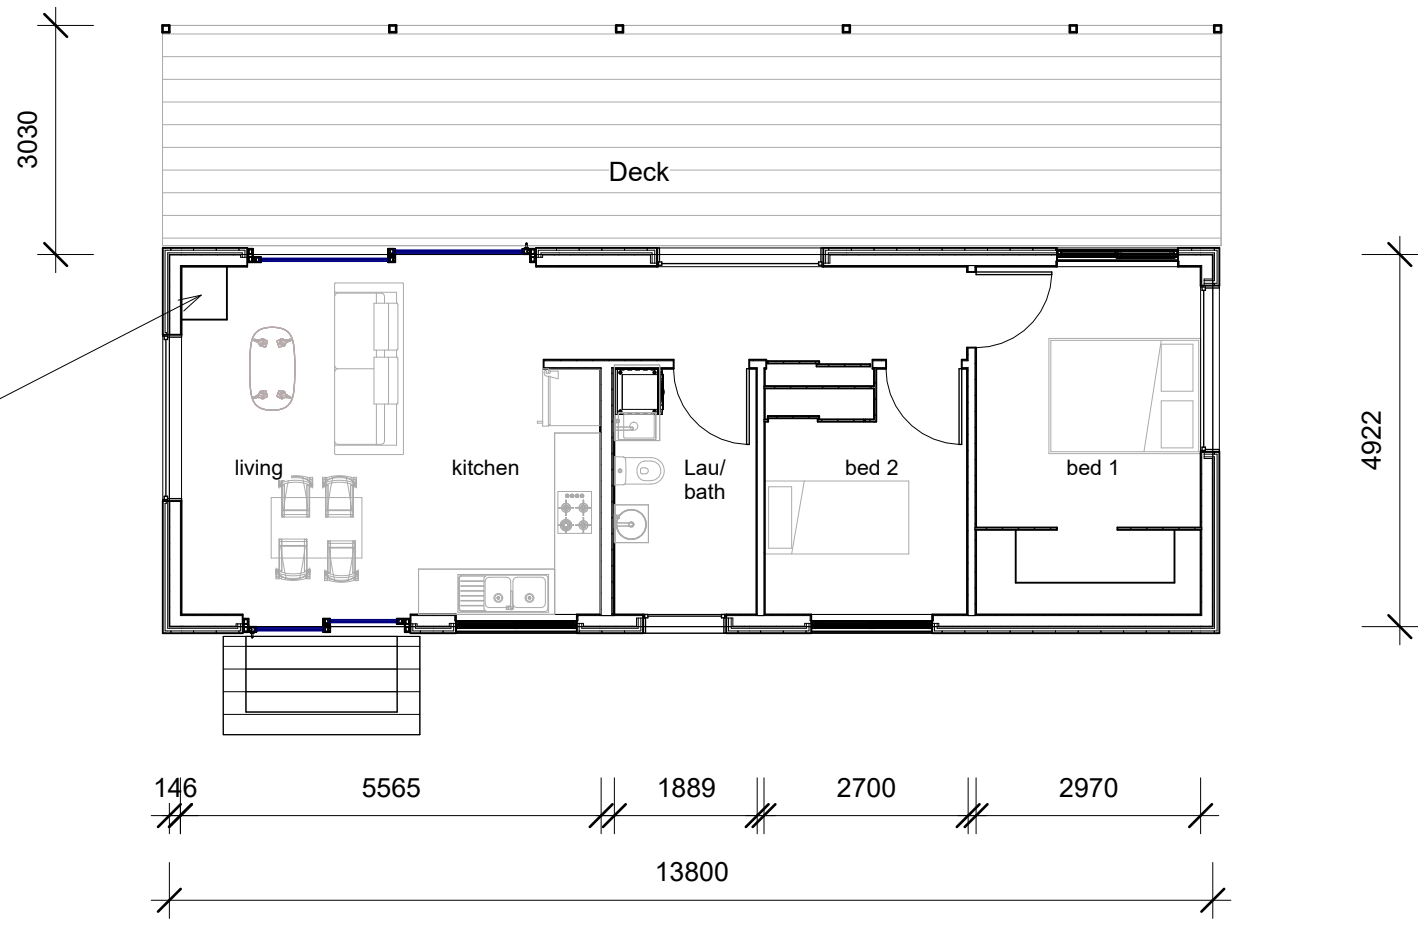 3030
Deck
4922
living
kitchen
Lau/
bath
bed 2
bed 1
146
5565
1889
2700
2970
13800